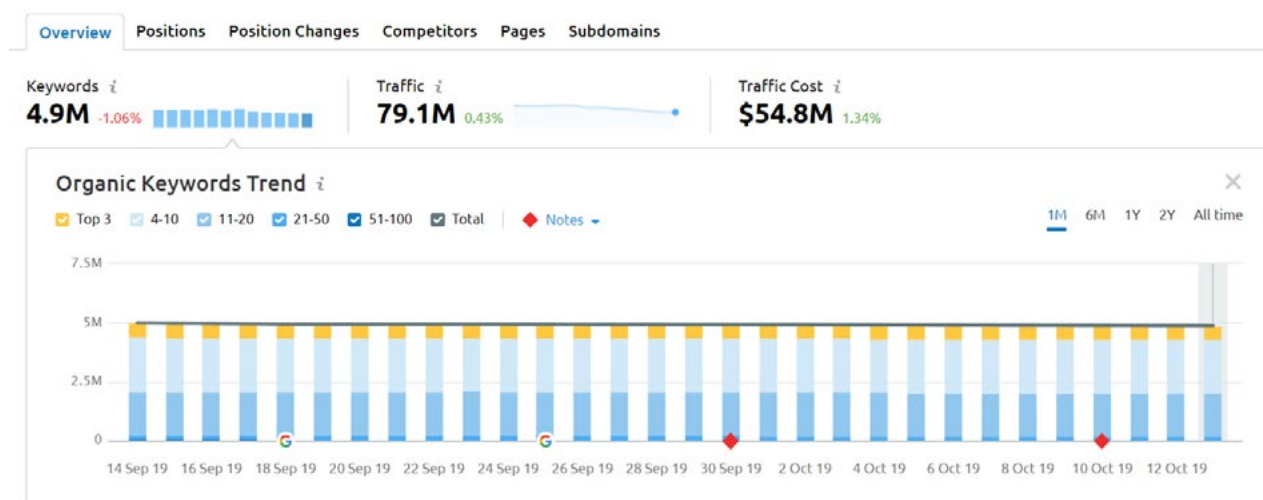 Overview Positions Position Changes Competitors Pages Subdomains
Keywords i Traffic i Traffic Cost i
4.9M -1.06% 79.1M 0.43% $54.8M 1.34%
Organic Keywords Trend i
Top 3 4-10 11-20 21-50 51-100 Total Notes 1M 6M 1Y 2Y All time
7.5M
5M
2.5M
0 G G
14 Sep 19 16 Sep 19 18 Sep 19 20 Sep 19 22 Sep 19 24 Sep 19 26 Sep 19 28 Sep 19 30 Sep 19 2 Oct 19 4 Oct 19 6 Oct 19 8 Oct 19 10 Oct 19 12 Oct 19